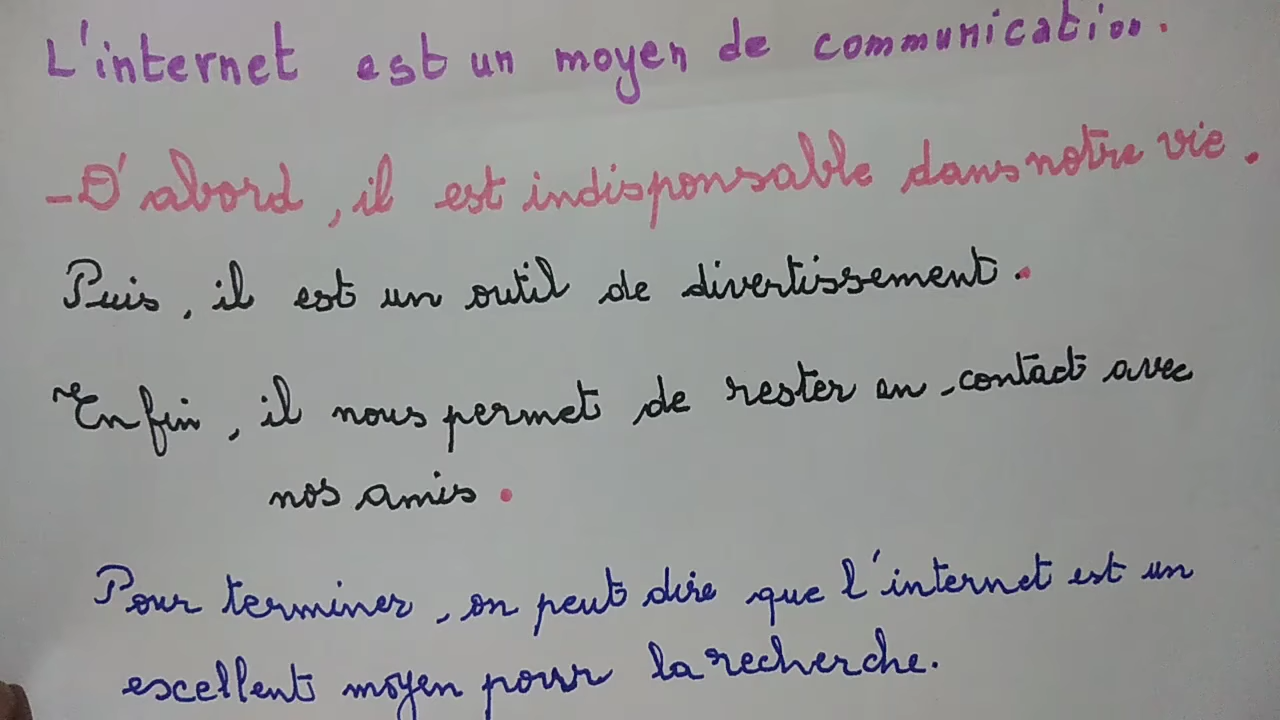 L'internet est un moyen de communication.
-D'abord, il est indisponsable dans notre vie.
Puis, il est un outil de divertissement.
Enfin, il nous permet de rester en contact avec
nos amis.
Pour terminer, on peut dire que l'internet est un
excellent moyen pour la recherche.